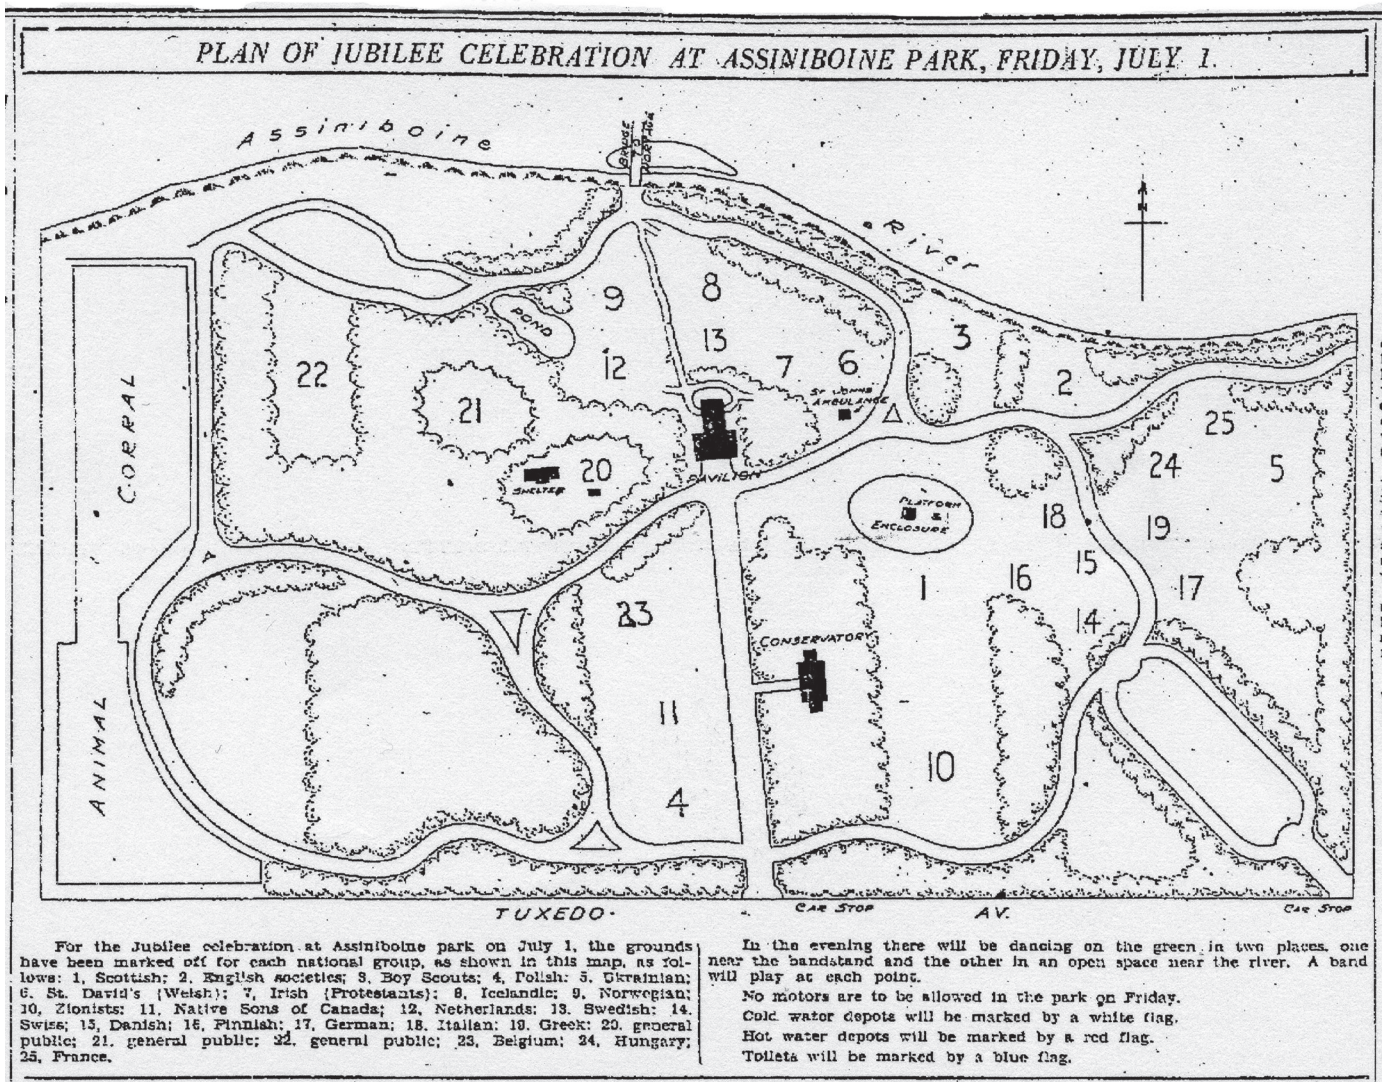 PLAN OF JUBILEE CELEBRATION AT ASSINIBOINE PARK, FRIDAY, JULY 1.
Assiniboine
BRIDGE
TO
PORTAGE
River
N
9
8
POND
13
3
12
7
6
22
2
ST JOHNS
AMBULANCE
21
25
CORRAL
24
5
20
SHELTER
PAVILION
PLATFORM
ENCLOSURE
18
19
15
1
16
17
23
14
CONSERVATORY
ANIMAL
11
10
4
TUXEDO
CAR STOP
AV.
CAR STOP
For the Jubilee celebration at Assiniboine park on July 1, the grounds
have been marked off for each national group, as shown in this map, as fol-
lows: 1, Scottish; 2, English societies; 3, Boy Scouts; 4, Polish; 5, Ukrainian;
6. St. David's (Welsh); 7, Irish (Protestants); 8, Icelandic; 9, Norwegian;
10, Zionists; 11, Native Sons of Canada; 12, Netherlands; 13. Swedish; 14.
Swiss; 15, Danish; 16, Finnish; 17, German; 18. Italian; 19. Greek; 20. general
public; 21. general public; 22, general public; 23, Belgium; 24, Hungary;
25, France.
In the evening there will be dancing on the green in two places, one
near the bandstand and the other in an open space near the river. A band
will play at each point.
No motors are to be allowed in the park on Friday.
Cold water depots will be marked by a white flag.
Hot water depots will be marked by a red flag.
Toilets will be marked by a blue flag.